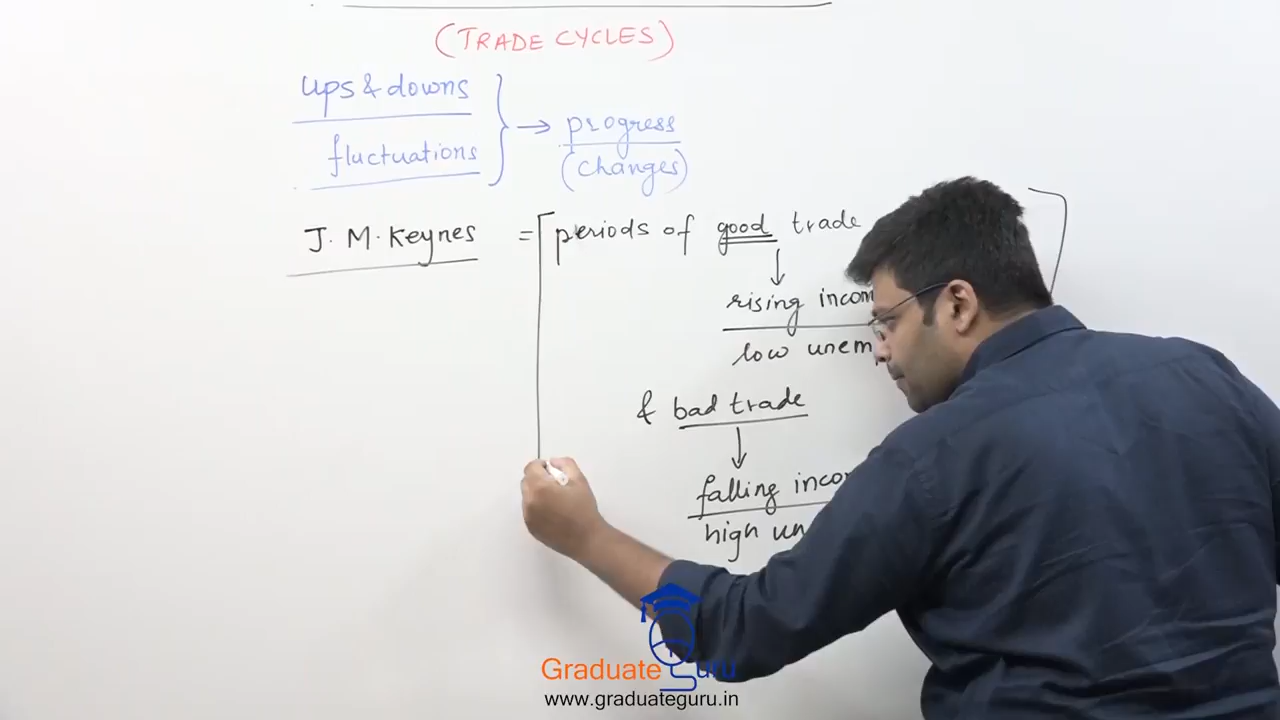 (TRADE CYCLES)
ups & downs
fluctuations
→ progress
(changes)
J. M. Keynes = [periods of good trade
rising incom
low unem
& bad trade
falling inco
high un
GraduateGuru
www.graduateguru.in